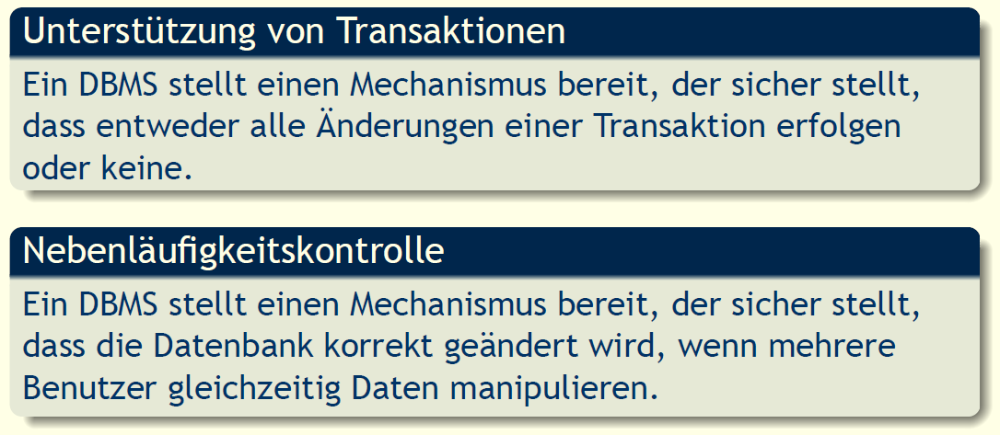 Unterstützung von Transaktionen
Ein DBMS stellt einen Mechanismus bereit, der sicher stellt,
dass entweder alle Änderungen einer Transaktion erfolgen
oder keine.
Nebenläufigkeitskontrolle
Ein DBMS stellt einen Mechanismus bereit, der sicher stellt,
dass die Datenbank korrekt geändert wird, wenn mehrere
Benutzer gleichzeitig Daten manipulieren.